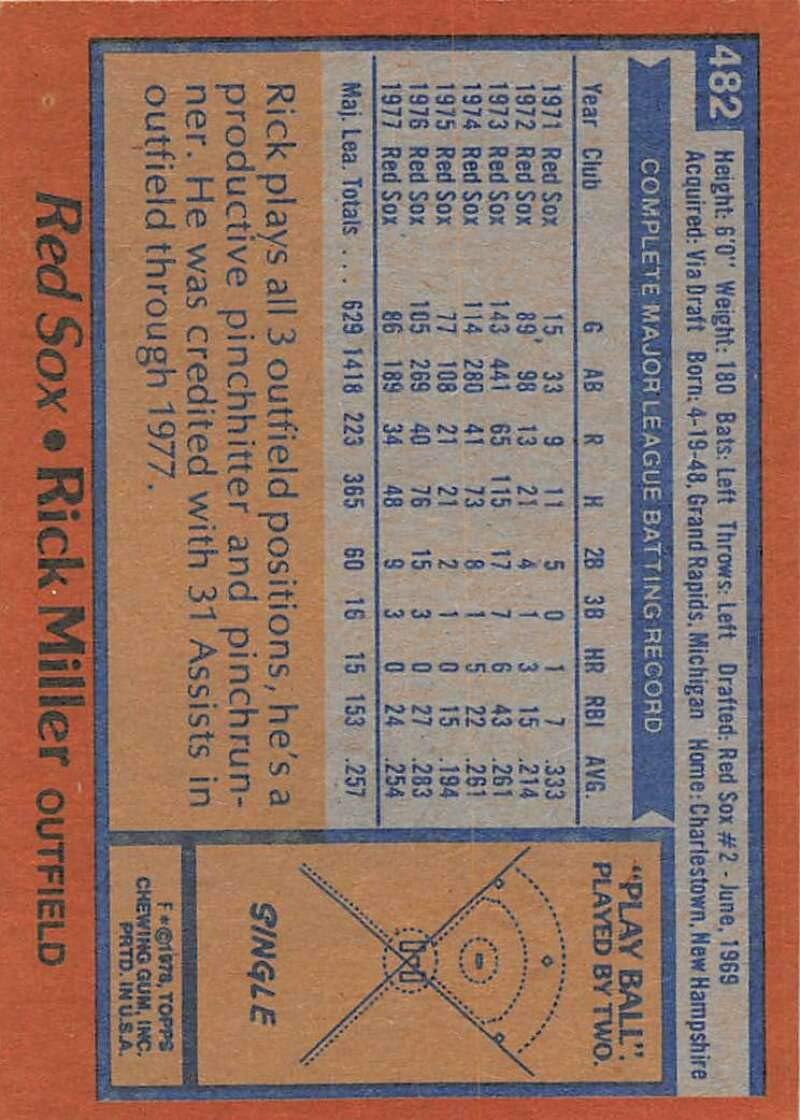 482
Height: 6'0" Weight: 180 Bats: Left Throws: Left Drafted: Red Sox #2 - June, 1969
Acquired: Via Draft Born: 4-19-48, Grand Rapids, Michigan Home: Charlestown, New Hampshire
COMPLETE MAJOR LEAGUE BATTING RECORD
Year Club G AB R H 2B 3B HR RBI AVG.
1971 Red Sox 15 33 9 11 5 0 1 7 .333
1972 Red Sox 89 98 13 21 4 1 3 15 .214
1973 Red Sox 143 441 65 115 17 7 6 43 .261
1974 Red Sox 114 280 41 73 8 1 5 22 .261
1975 Red Sox 77 108 21 21 2 1 0 15 .194
1976 Red Sox 105 269 40 76 15 3 0 27 .283
1977 Red Sox 86 189 34 48 9 3 0 24 .254
Maj. Lea. Totals ... 629 1418 223 365 60 16 15 153 .257
Rick plays all 3 outfield positions, he's a
productive pinchhitter and pinchrun-
ner. He was credited with 31 Assists in
outfield through 1977.
"PLAY BALL"
PLAYED BY TWO.
SINGLE
F*©1978, TOPPS
CHEWING GUM, INC.
PRTD. IN U.S.A.
Red Sox • Rick Miller OUTFIELD